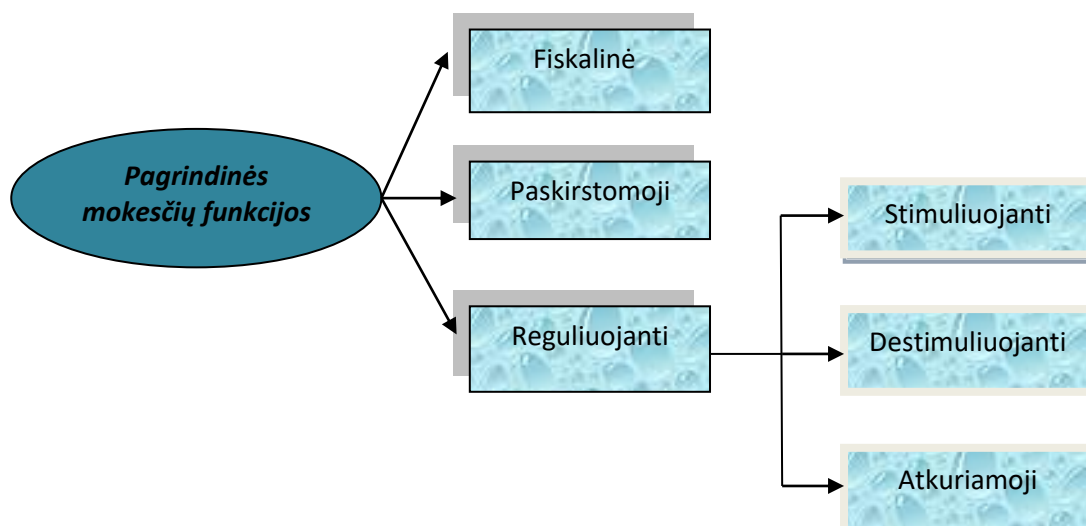 Pagrindinės
mokesčių funkcijos
Fiskalinė
Paskirstomoji
Reguliuojanti
Stimuliuojanti
Destimuliuojanti
Atkuriamoji